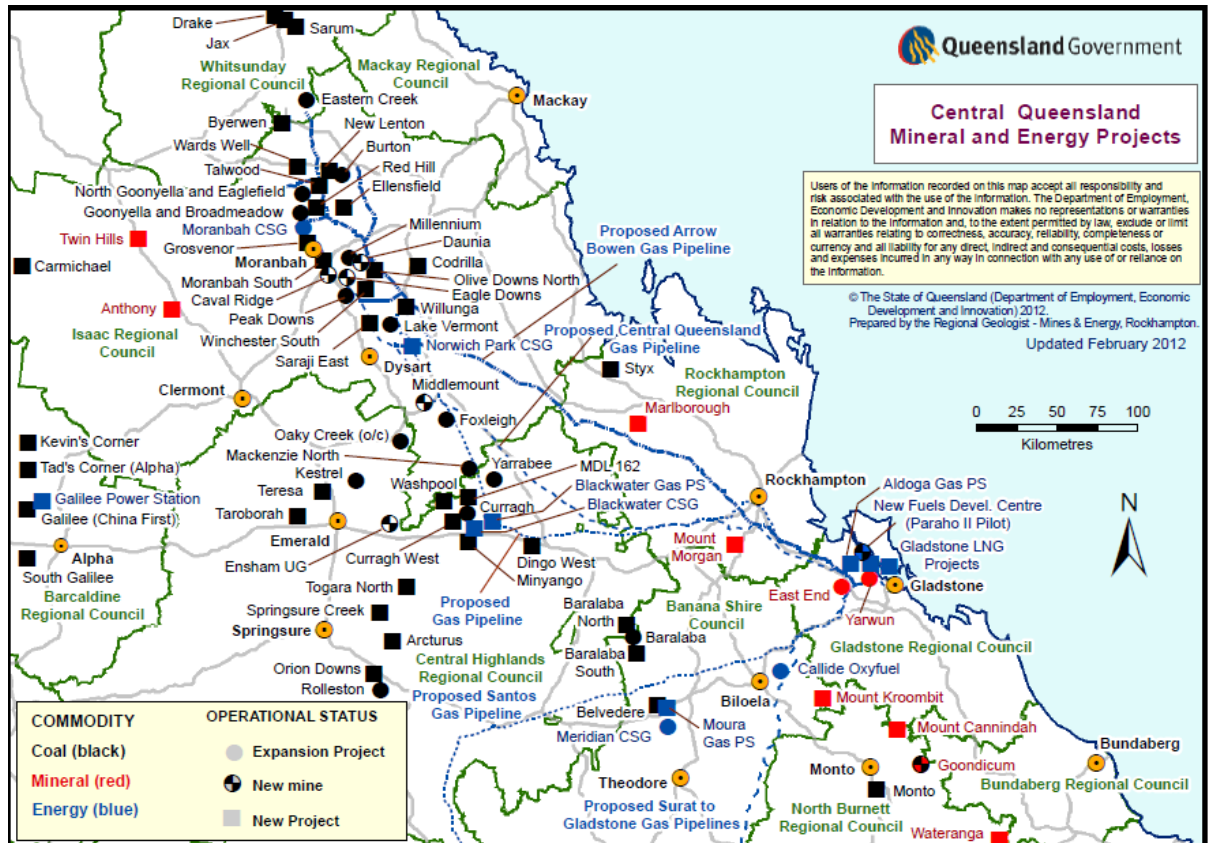 Drake
Jax
Sarum
Whitsunday
Regional Council
Mackay Regional
Council
Eastern Creek
Mackay
Byerwen
New Lenton
Wards Well
Burton
Talwood
Red Hill
North Goonyella and Eaglefield
Ellensfield
Goonyella and Broadmeadow
Moranbah CSG
Twin Hills
Grosvenor
Millennium
Moranbah
Daunia
Carmichael
Moranbah South
Codrilla
Olive Downs North
Caval Ridge
Eagle Downs
Anthony
Peak Downs
Willunga
Isaac Regional
Council
Winchester South
Lake Vermont
Saraji East
Norwich Park CSG
Dysart
Proposed Arrow
Bowen Gas Pipeline
Proposed Central Queensland
Gas Pipeline
Clermont
Middlemount
Styx
Rockhampton
Regional Council
Marlborough
Foxleigh
Kevin's Corner
Oaky Creek (o/c)
Tad's Corner (Alpha)
Mackenzie North
Yarrabee
Kestrel
MDL 162
Galilee Power Station
Teresa
Washpool
Blackwater Gas PS
Galilee (China First)
Taroborah
Curragh
Blackwater CSG
Rockhampton
Emerald
Alpha
Ensham UG
Curragh West
Dingo West
Minyango
Mount
Morgan
South Galilee
Barcaldine
Regional Council
Togara North
Springsure Creek
Springsure
Arcturus
Proposed
Gas Pipeline
Baralaba
North
Baralaba
Baralaba
South
Banana Shire
Council
Orion Downs
Rolleston
Central Highlands
Regional Council
Proposed Santos
Gas Pipeline
Belvedere
Meridian CSG
Moura
Gas PS
Theodore
Biloela
Callide Oxyfuel
Proposed Surat to
Gladstone Gas Pipelines
Aldoga Gas PS
New Fuels Devel. Centre
(Paraho II Pilot)
Gladstone LNG
Projects
Gladstone
East End
Yarwun
Gladstone Regional Council
Mount Kroombit
Mount Cannindah
Bundaberg
Goondicum
Monto
Monto
Bundaberg Regional Council
North Burnett
Regional Council
Wateranga
Queensland Government
Central Queensland
Mineral and Energy Projects
Users of the information recorded on this map accept all responsibility and
risk associated with the use of the information. The Department of Employment,
Economic Development and Innovation makes no representations or warranties
in relation to the information and, to the extent permitted by law, exclude or limit
all warranties relating to correctness, accuracy, reliability, completeness or
currency and all liability for any direct, indirect and consequential costs, losses
and expenses incurred in any way in connection with any use of or reliance on
the information.
© The State of Queensland (Department of Employment, Economic
Development and Innovation) 2012.
Prepared by the Regional Geologist - Mines & Energy, Rockhampton.
Updated February 2012
0 25 50 75 100
Kilometres
N
COMMODITY
Coal (black)
Mineral (red)
Energy (blue)
OPERATIONAL STATUS
Expansion Project
New mine
New Project